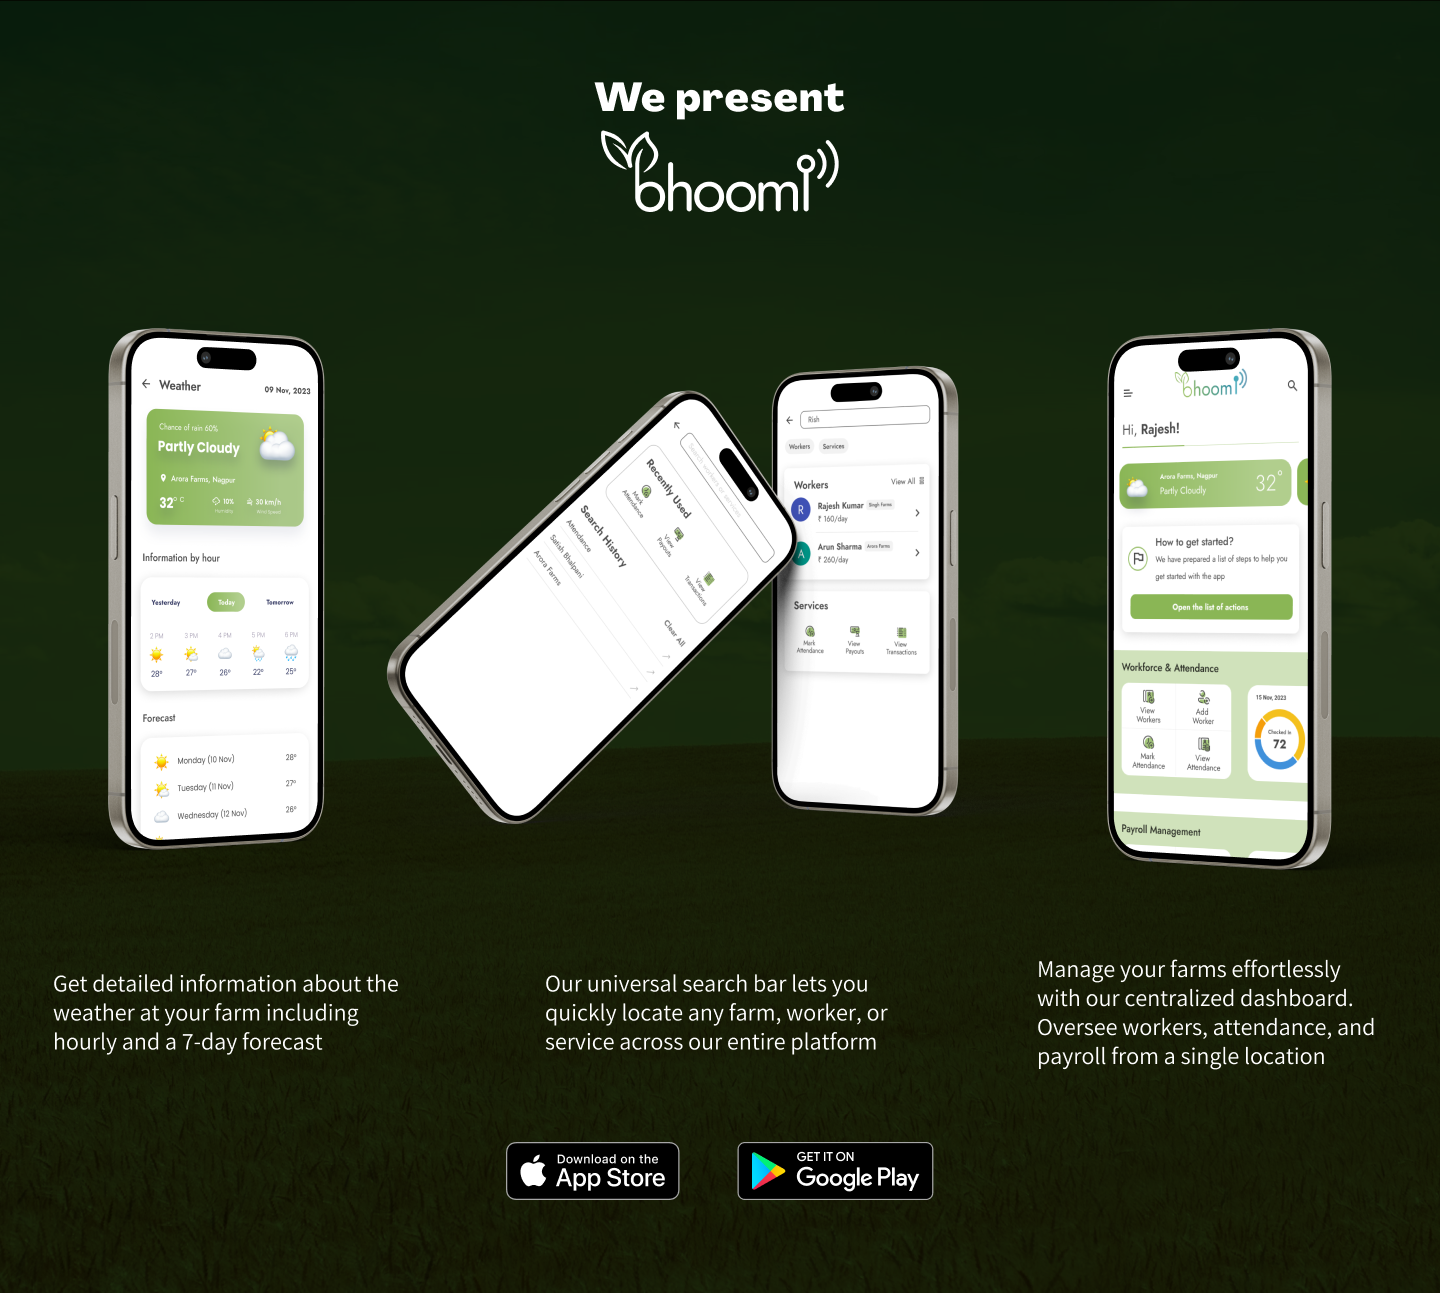 We present
bhoomi
Weather
09 Nov, 2023
Chance of rain 60%
Partly Cloudy
Arora Farms, Nagpur
32° C
10%
30 km/h
Humidity
Wind Speed
Information by hour
Yesterday
Today
Tomorrow
2 PM
3 PM
4 PM
5 PM
6 PM
28°
27°
26°
22°
25°
Forecast
Monday (10 Nov)
28°
Tuesday (11 Nov)
27°
Wednesday (12 Nov)
26°
Search workers or services
Recently Used
Mark
Attendance
View
Payouts
View
Transactions
Search History
Clear All
Attendance
Satish Bhalpani
Arora Farms
Rish
Workers
Services
Workers
View All
R
Rajesh Kumar
Singh Farms
₹ 160/day
A
Arun Sharma
Arora Farms
₹ 260/day
Services
Mark
Attendance
View
Payouts
View
Transactions
bhoomi
Hi, Rajesh!
Arora Farms, Nagpur
Partly Cloudly
32°
How to get started?
We have prepared a list of steps to help you
get started with the app
Open the list of actions
Workforce & Attendance
View
Workers
Add
Worker
Mark
Attendance
View
Attendance
15 Nov, 2023
Checked In
72
Payroll Management
Get detailed information about the
weather at your farm including
hourly and a 7-day forecast
Our universal search bar lets you
quickly locate any farm, worker, or
service across our entire platform
Manage your farms effortlessly
with our centralized dashboard.
Oversee workers, attendance, and
payroll from a single location
Download on the
App Store
GET IT ON
Google Play